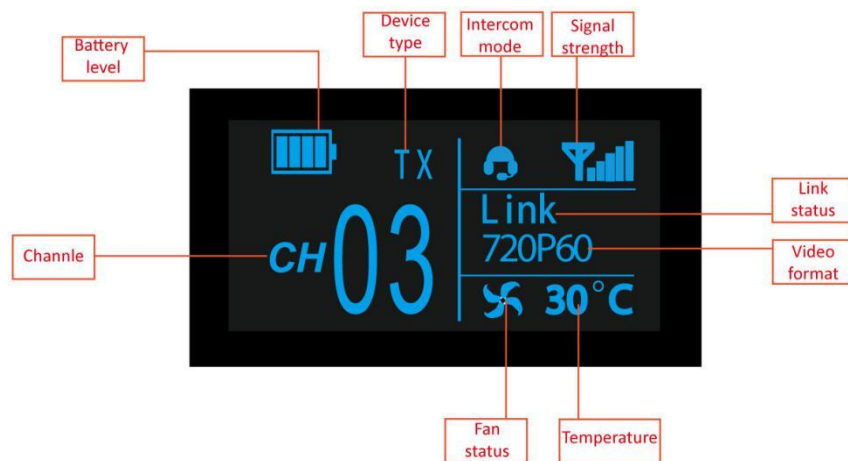 Battery
level
Device
type
Intercom
mode
Signal
strength
TX
Link
Link
status
CH 03
Channle
720P60
Video
format
30°C
Fan
status
Temperature